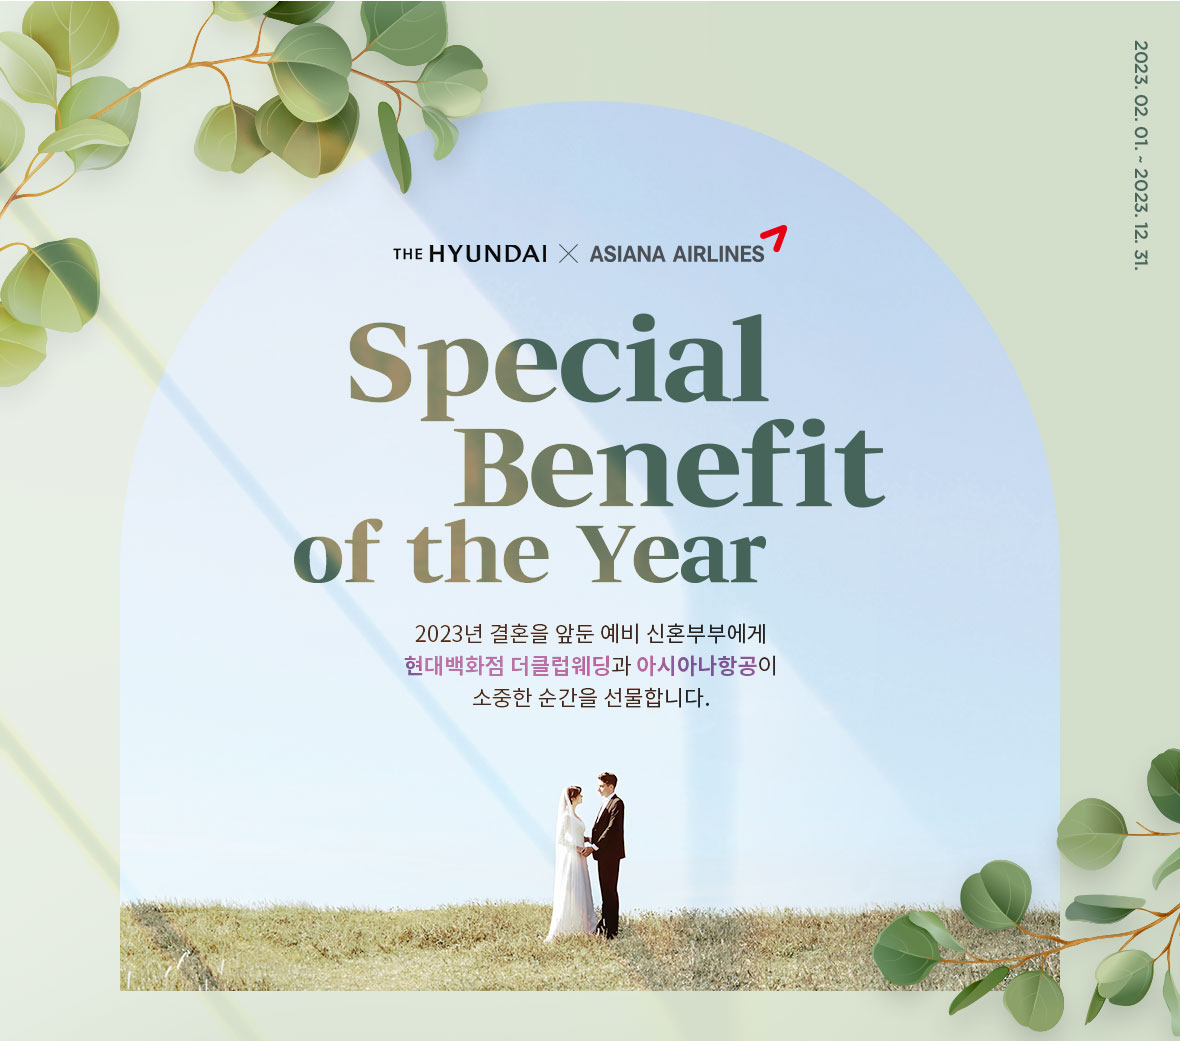 THE HYUNDAI × ASIANA AIRLINES
Special
Benefit
of the Year
2023년 결혼을 앞둔 예비 신혼부부에게
현대백화점 더클럽웨딩과 아시아나항공이
소중한 순간을 선물합니다.
2023. 02. 01. ~ 2023. 12. 31.